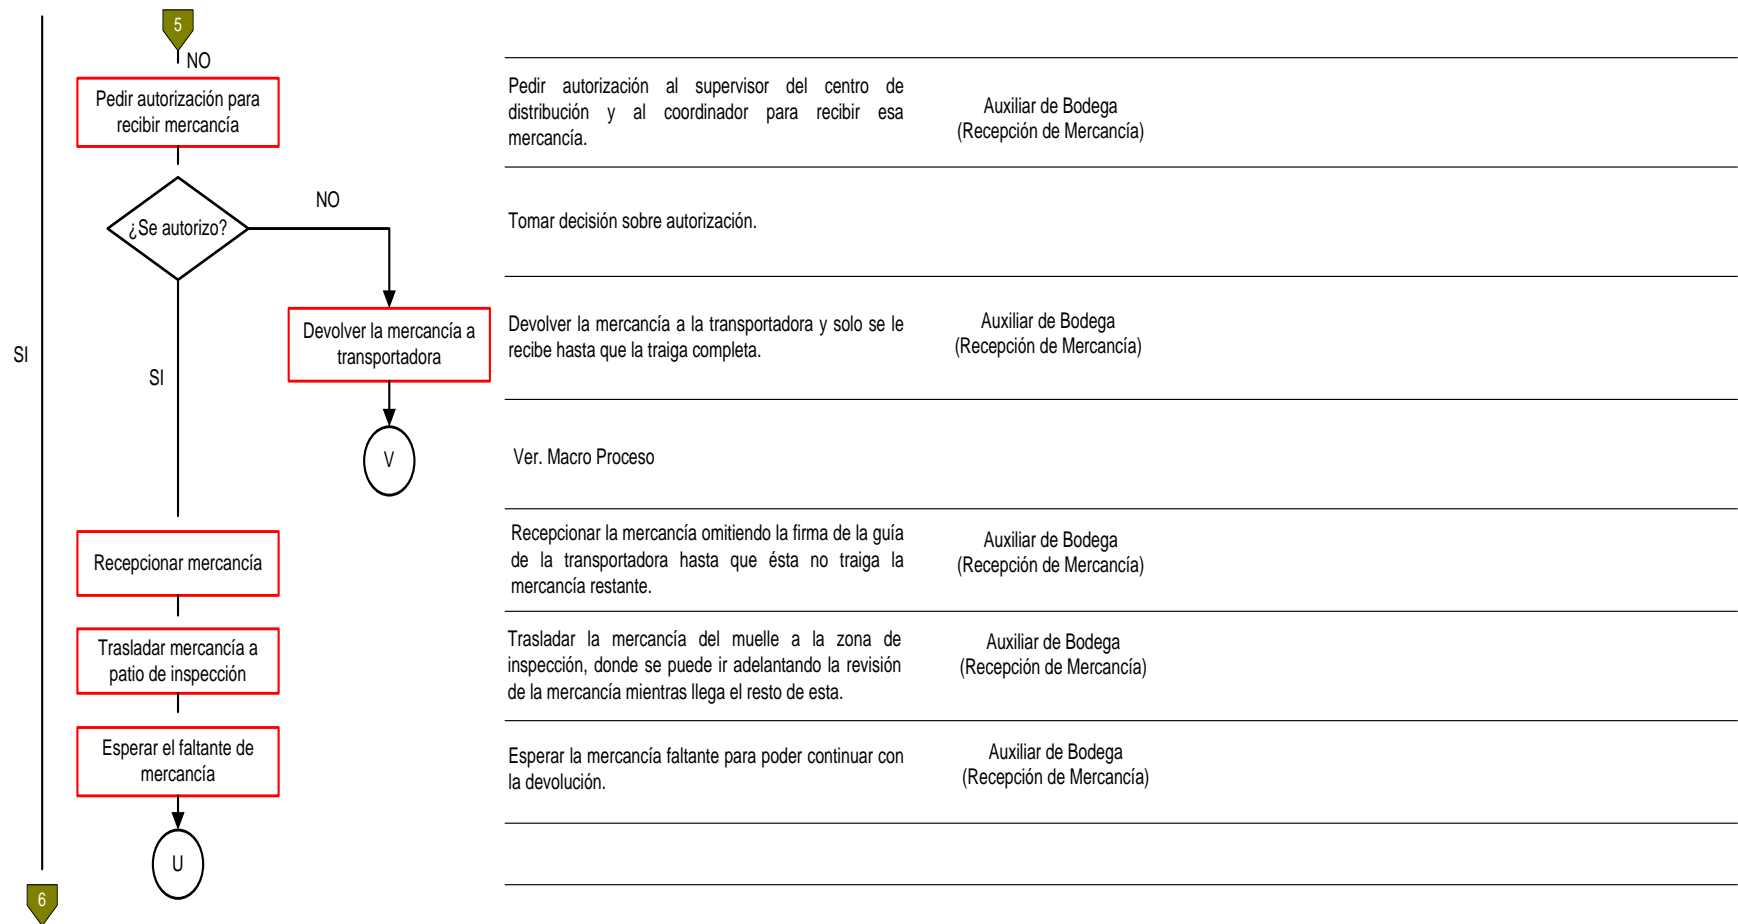 5
NO
Pedir autorización para
recibir mercancía
Pedir autorización al supervisor del centro de
distribución y al coordinador para recibir esa
mercancía.
Auxiliar de Bodega
(Recepción de Mercancía)
¿Se autorizo?
NO
Tomar decisión sobre autorización.
SI
SI
Devolver la mercancía a
transportadora
Devolver la mercancía a la transportadora y solo se le
recibe hasta que la traiga completa.
Auxiliar de Bodega
(Recepción de Mercancía)
V
Ver. Macro Proceso
Recepcionar mercancía
Recepcionar la mercancía omitiendo la firma de la guía
de la transportadora hasta que ésta no traiga la
mercancía restante.
Auxiliar de Bodega
(Recepción de Mercancía)
Trasladar mercancía a
patio de inspección
Trasladar la mercancía del muelle a la zona de
inspección, donde se puede ir adelantando la revisión
de la mercancía mientras llega el resto de esta.
Auxiliar de Bodega
(Recepción de Mercancía)
Esperar el faltante de
mercancía
Esperar la mercancía faltante para poder continuar con
la devolución.
Auxiliar de Bodega
(Recepción de Mercancía)
U
6